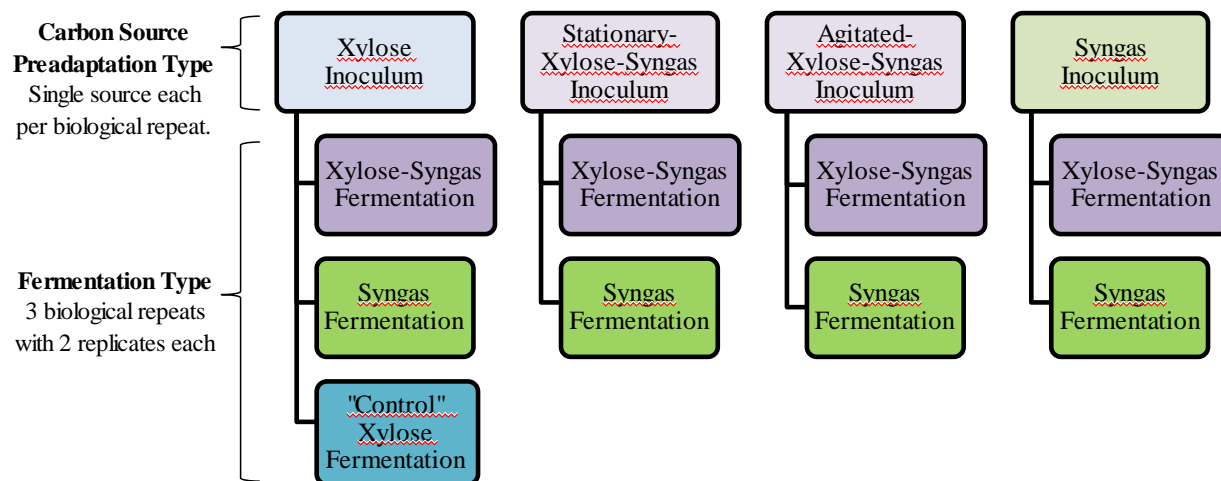 Carbon Source
Preadaptation Type
Single source each
per biological repeat.
Xylose
Inoculum
Stationary-
Xylose-Syngas
Inoculum
Agitated-
Xylose-Syngas
Inoculum
Syngas
Inoculum
Fermentation Type
3 biological repeats
with 2 replicates each
Xylose-Syngas
Fermentation
Syngas
Fermentation
"Control"
Xylose
Fermentation
Xylose-Syngas
Fermentation
Syngas
Fermentation
Xylose-Syngas
Fermentation
Syngas
Fermentation
Xylose-Syngas
Fermentation
Syngas
Fermentation